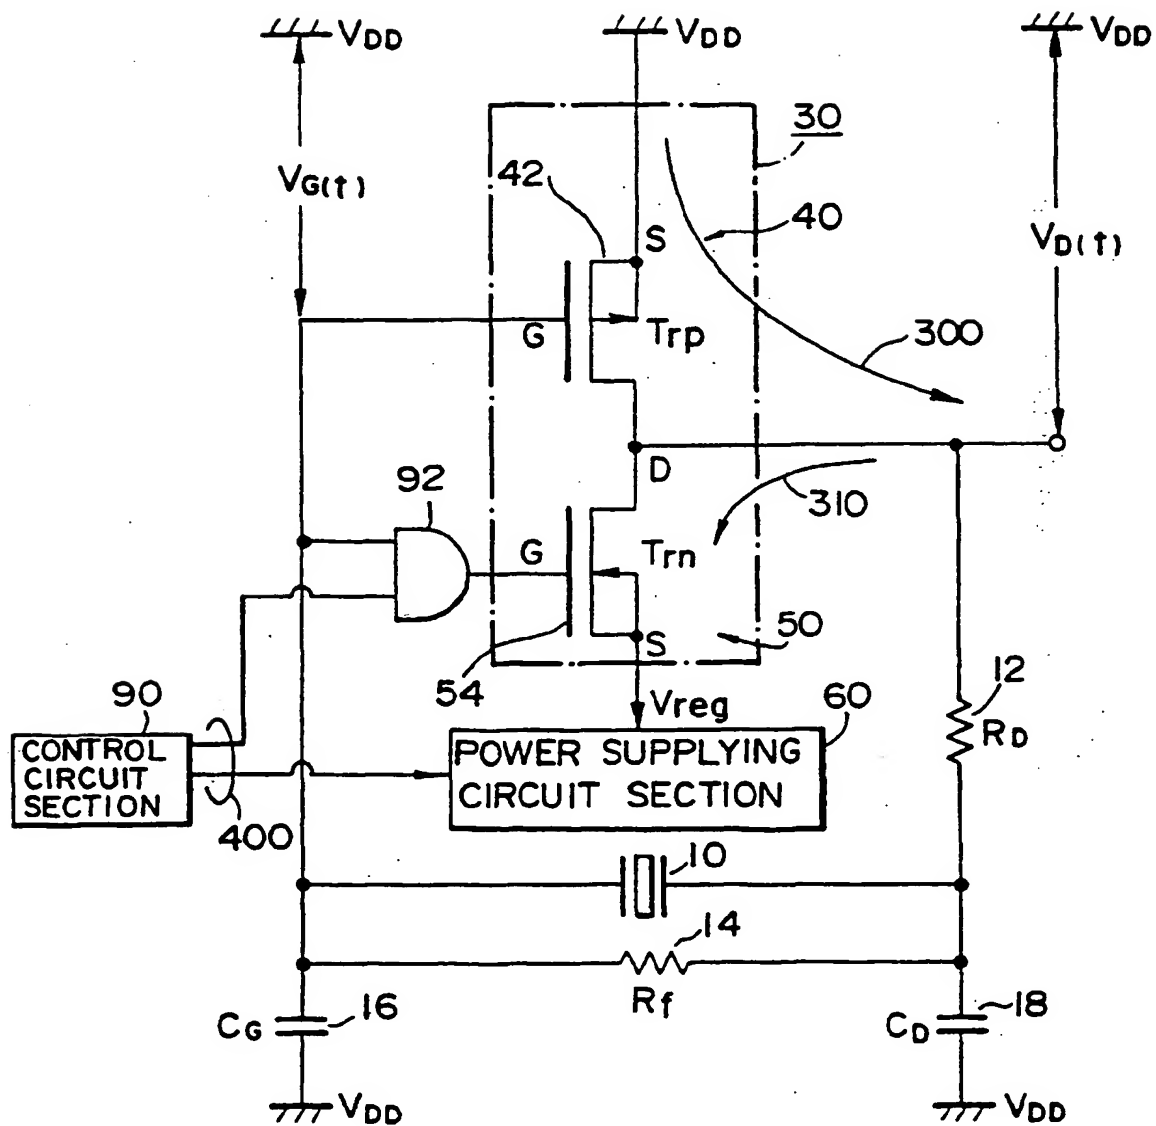 VDD
VDD
VDD
30
42
VG(t)
40
S
VD(t)
G
Trp
300
D
92
310
G
Trn
50
S
54
90
Vreg
60
12
RD
CONTROL
CIRCUIT
SECTION
POWER SUPPLYING
CIRCUIT SECTION
400
10
14
Rf
CG
16
CD
18
VDD
VDD